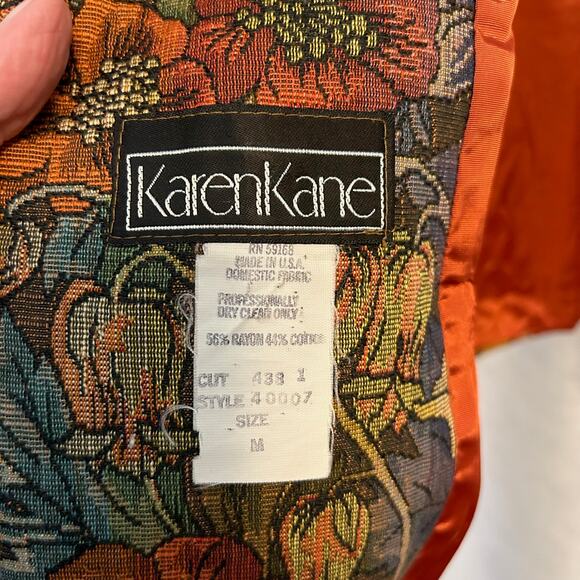 KarenKane
RN 59168
MADE IN U.S.A.
DOMESTIC FABRIC
PROFESSIONALLY
DRY CLEAN ONLY
56% RAYON 44% COTTON
CUT 438 1
STYLE 40007
SIZE
M